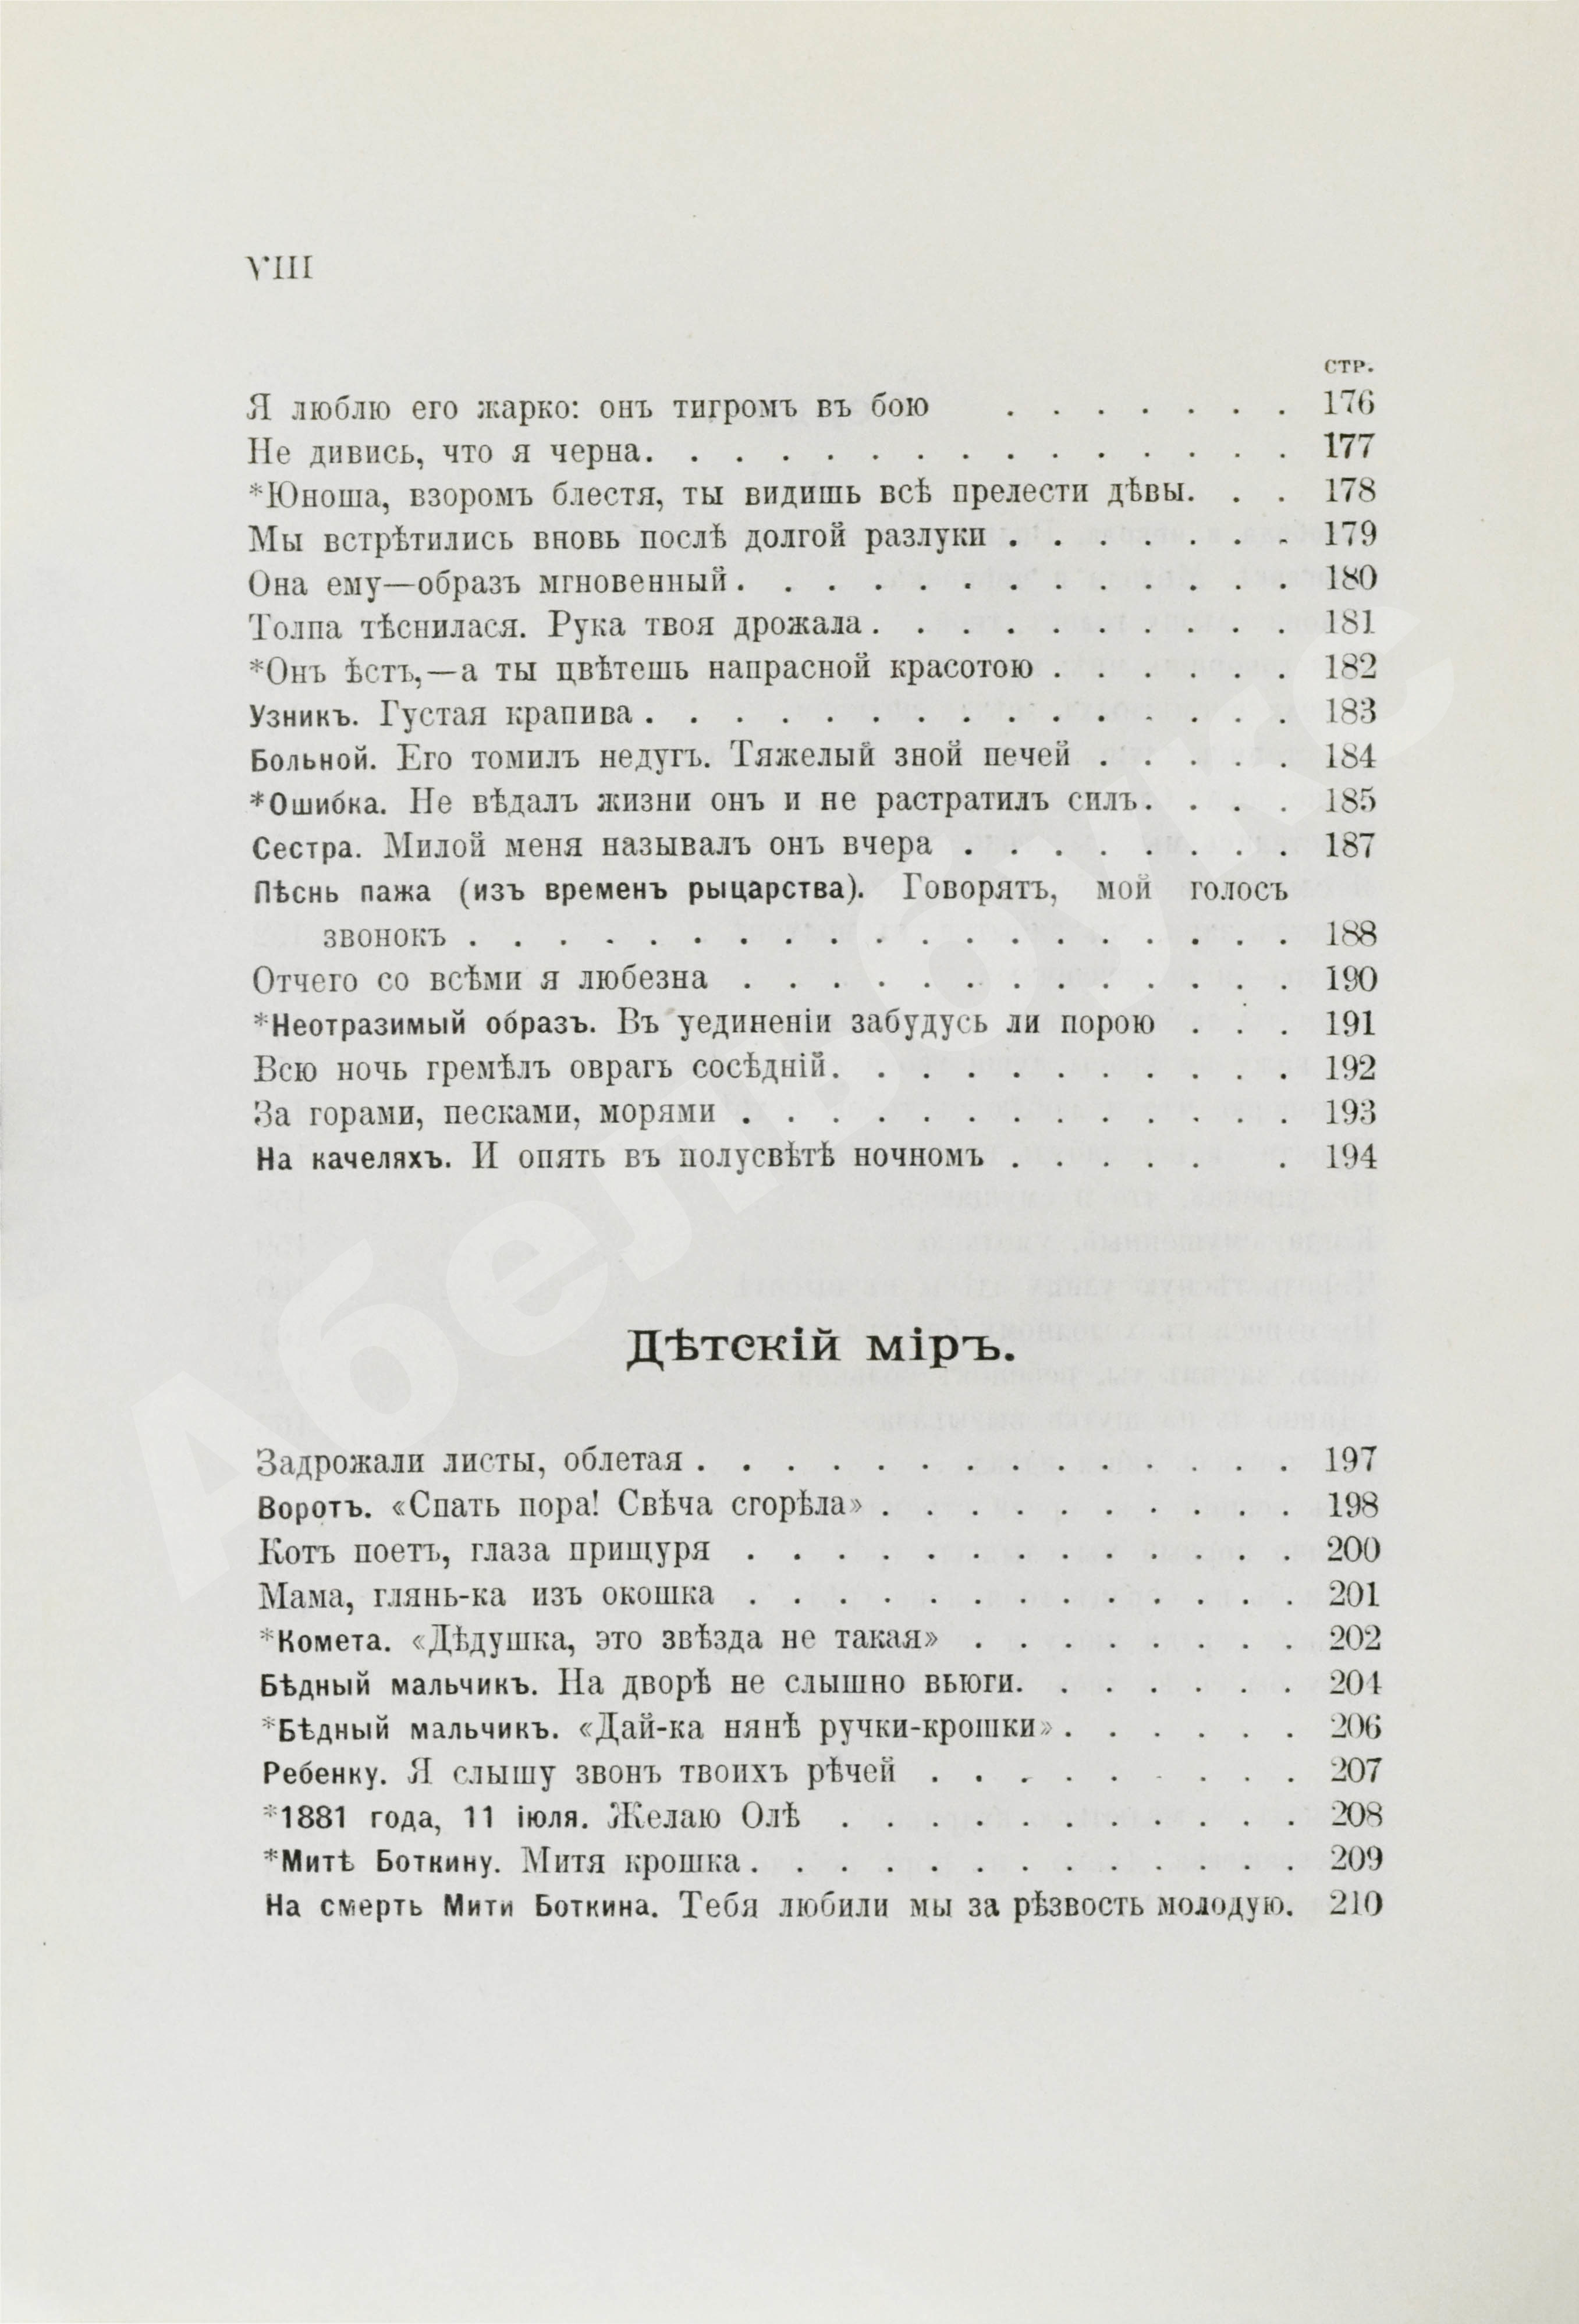 VIII
СТР.
Я люблю его жарко: онъ тигромъ въ бою . . . . . . . 176
Не дивись, что я черна. . . . . . . . . . . . . . . 177
*Юноша, взоромъ блестя, ты видишь всѣ прелести дѣвы. . . 178
Мы встрѣтились вновь послѣ долгой разлуки . . . . . . . 179
Она ему—образъ мгновенный. . . . . . . . . . . . . 180
Толпа тѣснилася. Рука твоя дрожала. . . . . . . . . . 181
*Онъ ѣстъ,—а ты цвѣтешь напрасной красотою . . . . . . 182
Узникъ. Густая крапива. . . . . . . . . . . . . . . 183
Больной. Его томилъ недугъ. Тяжелый зной печей . . . . . 184
*Ошибка. Не вѣдалъ жизни онъ и не растратилъ силъ. . . . 185
Сестра. Милой меня называлъ онъ вчера . . . . . . . . 187
Пѣснь пажа (изъ временъ рыцарства). Говорятъ, мой голосъ
звонокъ . . . . . . . . . . . . . . . . . . . 188
Отчего со всѣми я любезна . . . . . . . . . . . . . 190
*Неотразимый образъ. Въ уединеніи забудусь ли порою . . . 191
Всю ночь гремѣлъ оврагъ сосѣдній. . . . . . . . . . . 192
За горами, песками, морями . . . . . . . . . . . . . 193
На качеляхъ. И опять въ полусвѣтѣ ночномъ . . . . . . 194
Дѣтскій міръ.
Задрожали листы, облетая . . . . . . . . . . . . . . 197
Воротъ. «Спать пора! Свѣча сгорѣла» . . . . . . . . . . 198
Котъ поетъ, глаза прищуря . . . . . . . . . . . . . 200
Мама, глянь-ка изъ окошка . . . . . . . . . . . . . 201
*Комета. «Дѣдушка, это звѣзда не такая» . . . . . . . . 202
Бѣдный мальчикъ. На дворѣ не слышно вьюги. . . . . . . 204
*Бѣдный мальчикъ. «Дай-ка нянѣ ручки-крошки» . . . . . . 206
Ребенку. Я слышу звонъ твоихъ рѣчей . . . . . . . . . 207
*1881 года, 11 іюля. Желаю Олѣ . . . . . . . . . . . 208
*Митѣ Боткину. Митя крошка. . . . . . . . . . . . . 209
На смерть Мити Боткина. Тебя любили мы за рѣзвость молодую. 210
АбелЪукс